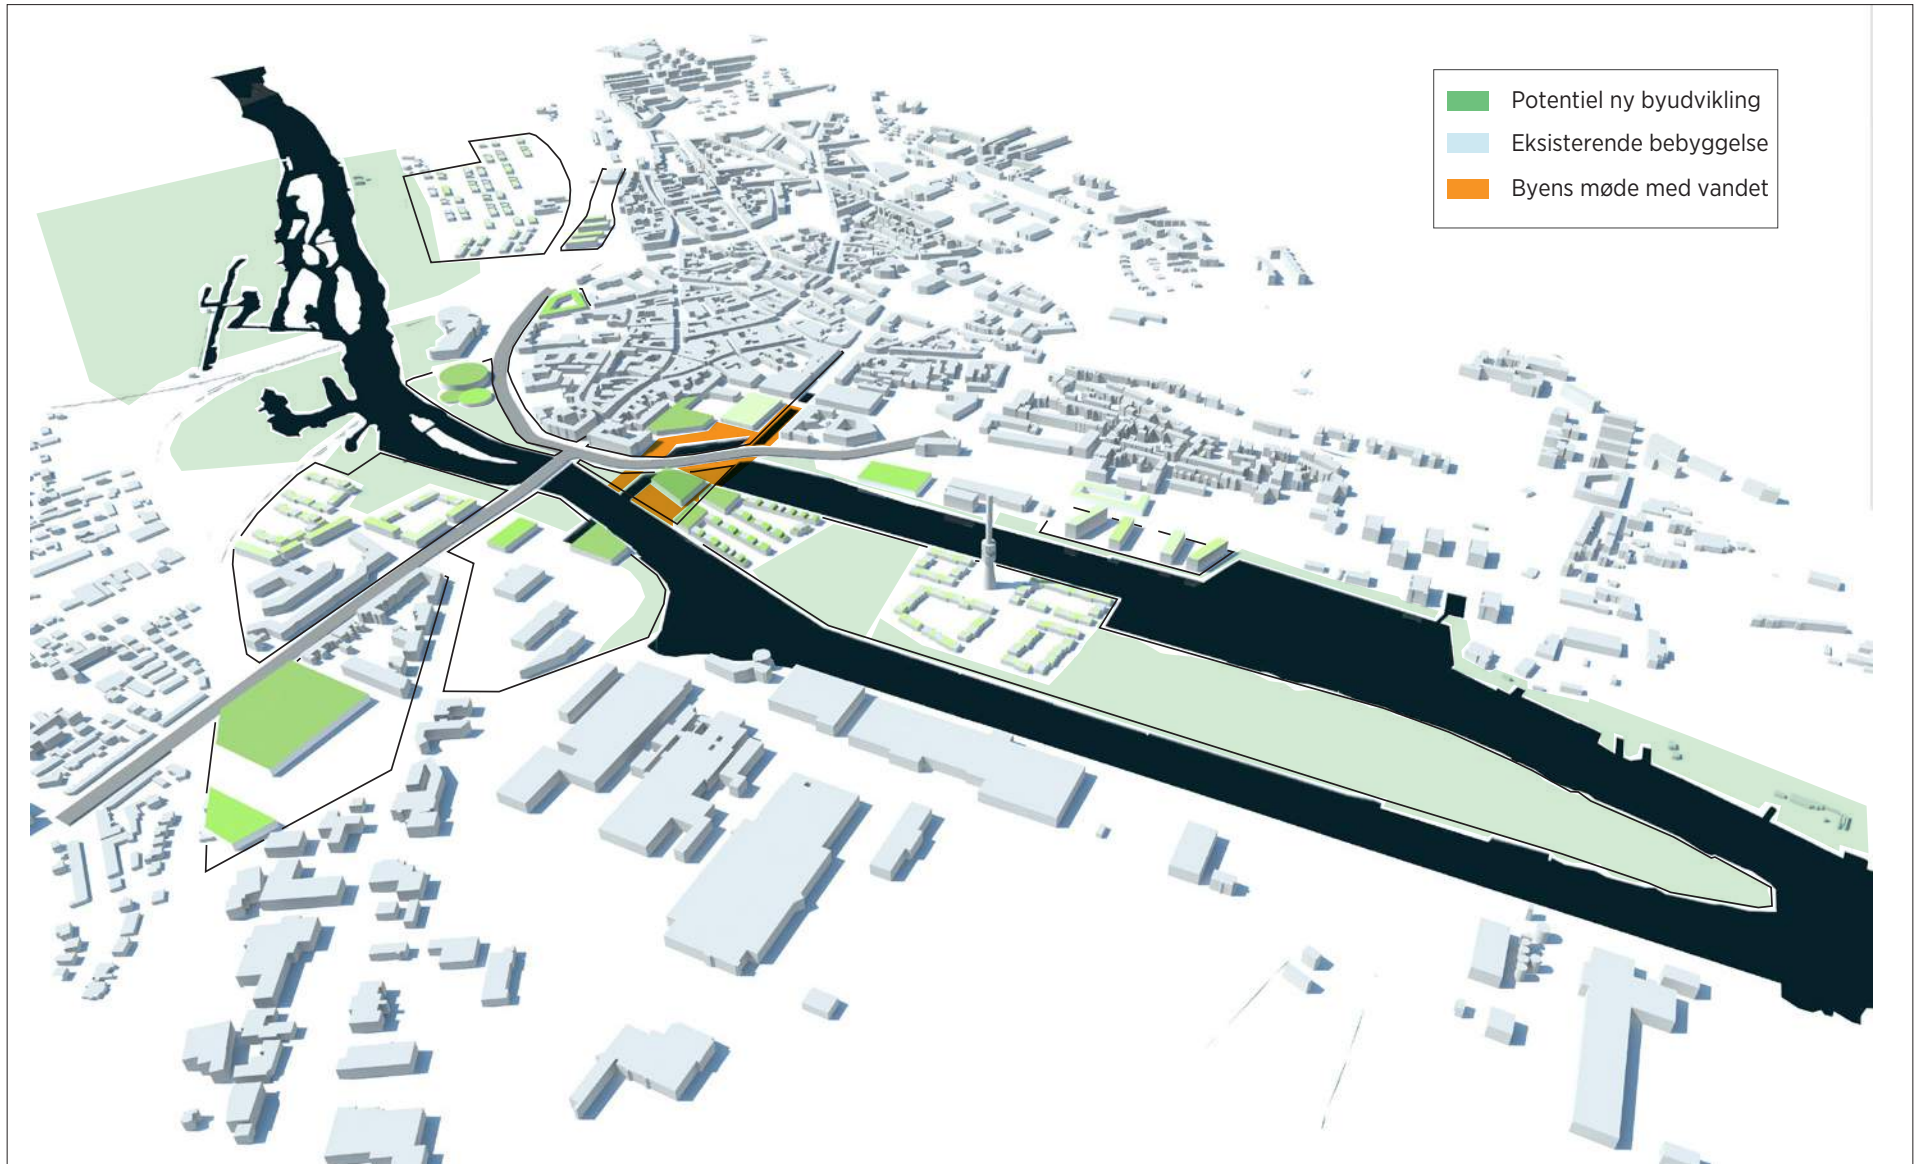 Potentiel ny byudvikling
Eksisterende bebyggelse
Byens møde med vandet